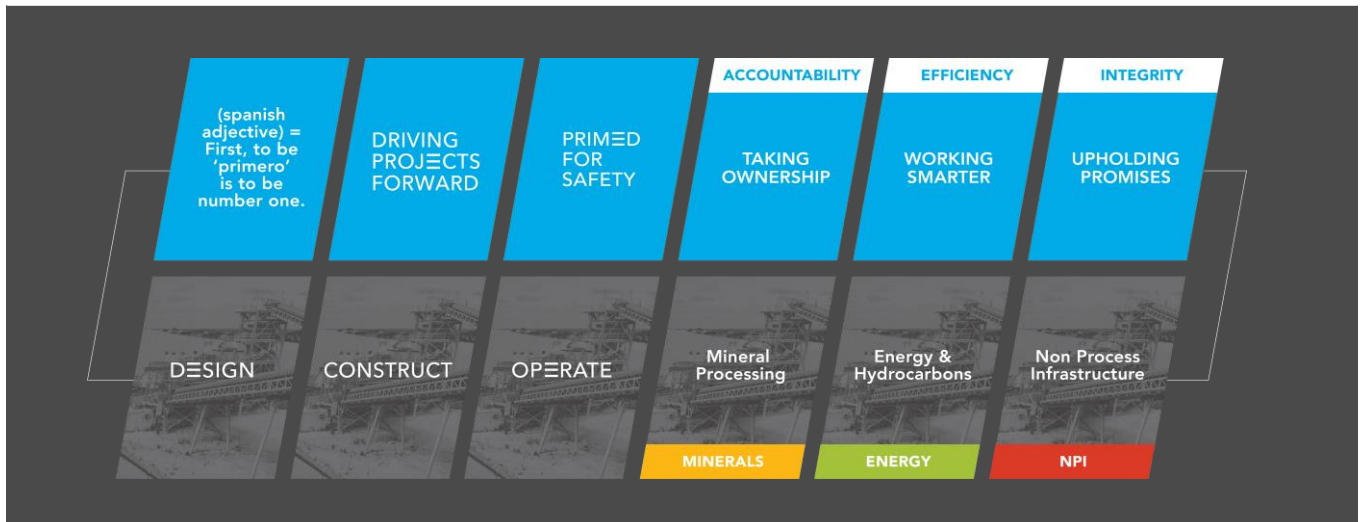 (spanish
adjective) =
First, to be
‘primero’
is to be
number one.
DRIVING
PROJECTS
FORWARD
PRIMED
FOR
SAFETY
ACCOUNTABILITY
TAKING
OWNERSHIP
EFFICIENCY
WORKING
SMARTER
INTEGRITY
UPHOLDING
PROMISES
DESIGN
CONSTRUCT
OPERATE
Mineral
Processing
MINERALS
Energy &
Hydrocarbons
ENERGY
Non Process
Infrastructure
NPI